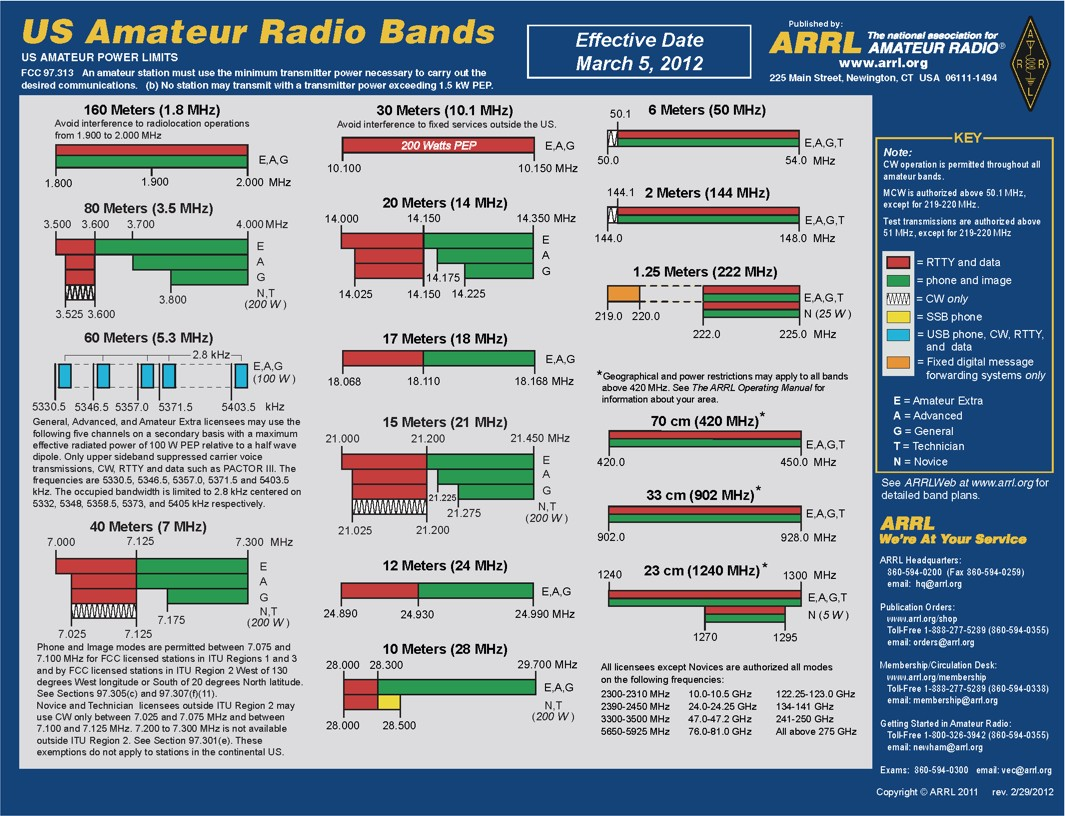 US Amateur Radio Bands
US AMATEUR POWER LIMITS
FCC 97.313   An amateur station must use the minimum transmitter power necessary to carry out the
desired communications.   (b) No station may transmit with a transmitter power exceeding 1.5 kW PEP.
Effective Date
March 5, 2012
Published by:
ARRL The national association for
AMATEUR RADIO®
www.arrl.org
225 Main Street, Newington, CT  USA  06111-1494
A
R R
L
160 Meters (1.8 MHz)
Avoid interference to radiolocation operations
from 1.900 to 2.000 MHz
E,A,G
1.800 1.900 2.000 MHz
80 Meters (3.5 MHz)
3.500 3.600 3.700 4.000 MHz
E
A
G
3.800
N,T
(200 W)
3.525 3.600
60 Meters (5.3 MHz)
2.8 kHz
E,A,G
(100 W)
5330.5 5346.5 5357.0 5371.5 5403.5 kHz
General, Advanced, and Amateur Extra licensees may use the
following five channels on a secondary basis with a maximum
effective radiated power of 100 W PEP relative to a half wave
dipole. Only upper sideband suppressed carrier voice
transmissions, CW, RTTY and data such as PACTOR III. The
frequencies are 5330.5, 5346.5, 5357.0, 5371.5 and 5403.5
kHz. The occupied bandwidth is limited to 2.8 kHz centered on
5332, 5348, 5358.5, 5373, and 5405 kHz respectively.
40 Meters (7 MHz)
7.000 7.125 7.300 MHz
E
A
G
N,T
(200 W)
7.175
7.025 7.125
Phone and Image modes are permitted between 7.075 and
7.100 MHz for FCC licensed stations in ITU Regions 1 and 3
and by FCC licensed stations in ITU Region 2 West of 130
degrees West longitude or South of 20 degrees North latitude.
See Sections 97.305(c) and 97.307(f)(11).
Novice and Technician licensees outside ITU Region 2 may
use CW only between 7.025 and 7.075 MHz and between
7.100 and 7.125 MHz. 7.200 to 7.300 MHz is not available
outside ITU Region 2. See Section 97.301(e). These
exemptions do not apply to stations in the continental US.
30 Meters (10.1 MHz)
Avoid interference to fixed services outside the US.
200 Watts PEP
E,A,G
10.100 10.150 MHz
20 Meters (14 MHz)
14.000 14.150 14.350 MHz
E
A
G
14.175
14.025 14.150 14.225
17 Meters (18 MHz)
E,A,G
18.068 18.110 18.168 MHz
15 Meters (21 MHz)
21.000 21.200 21.450 MHz
E
A
G
21.225
N,T
(200 W)
21.275
21.025 21.200
12 Meters (24 MHz)
E,A,G
24.890 24.930 24.990 MHz
10 Meters (28 MHz)
28.000 28.300 29.700 MHz
E,A,G
N,T
(200 W)
28.000 28.500
6 Meters (50 MHz)
50.1
E,A,G,T
50.0 54.0 MHz
2 Meters (144 MHz)
144.1
E,A,G,T
144.0 148.0 MHz
1.25 Meters (222 MHz)
E,A,G,T
219.0 220.0
N (25 W)
222.0 225.0 MHz
*Geographical and power restrictions may apply to all bands
above 420 MHz. See The ARRL Operating Manual for
information about your area.
70 cm (420 MHz)*
E,A,G,T
420.0 450.0 MHz
33 cm (902 MHz)*
E,A,G,T
902.0 928.0 MHz
23 cm (1240 MHz)*
1240 1300 MHz
E,A,G,T
N (5 W)
1270 1295
All licensees except Novices are authorized all modes
on the following frequencies:
2300-2310 MHz 10.0-10.5 GHz 122.25-123.0 GHz
2390-2450 MHz 24.0-24.25 GHz 134-141 GHz
3300-3500 MHz 47.0-47.2 GHz 241-250 GHz
5650-5925 MHz 76.0-81.0 GHz All above 275 GHz
KEY
Note:
CW operation is permitted throughout all
amateur bands.
MCW is authorized above 50.1 MHz,
except for 219-220 MHz.
Test transmissions are authorized above
51 MHz, except for 219-220 MHz
= RTTY and data
= phone and image
= CW only
= SSB phone
= USB phone, CW, RTTY,
and data
= Fixed digital message
forwarding systems only
E = Amateur Extra
A = Advanced
G = General
T = Technician
N = Novice
See ARRLWeb at www.arrl.org for
detailed band plans.
ARRL
We're At Your Service
ARRL Headquarters:
860-594-0200  (Fax 860-594-0259)
email: hq@arrl.org
Publication Orders:
www.arrl.org/shop
Toll-Free 1-888-277-5289 (860-594-0355)
email: orders@arrl.org
Membership/Circulation Desk:
www.arrl.org/membership
Toll-Free 1-888-277-5289 (860-594-0338)
email: membership@arrl.org
Getting Started in Amateur Radio:
Toll-Free 1-800-326-3942 (860-594-0355)
email: newham@arrl.org
Exams: 860-594-0300  email: vec@arrl.org
Copyright © ARRL 2011    rev. 2/29/2012